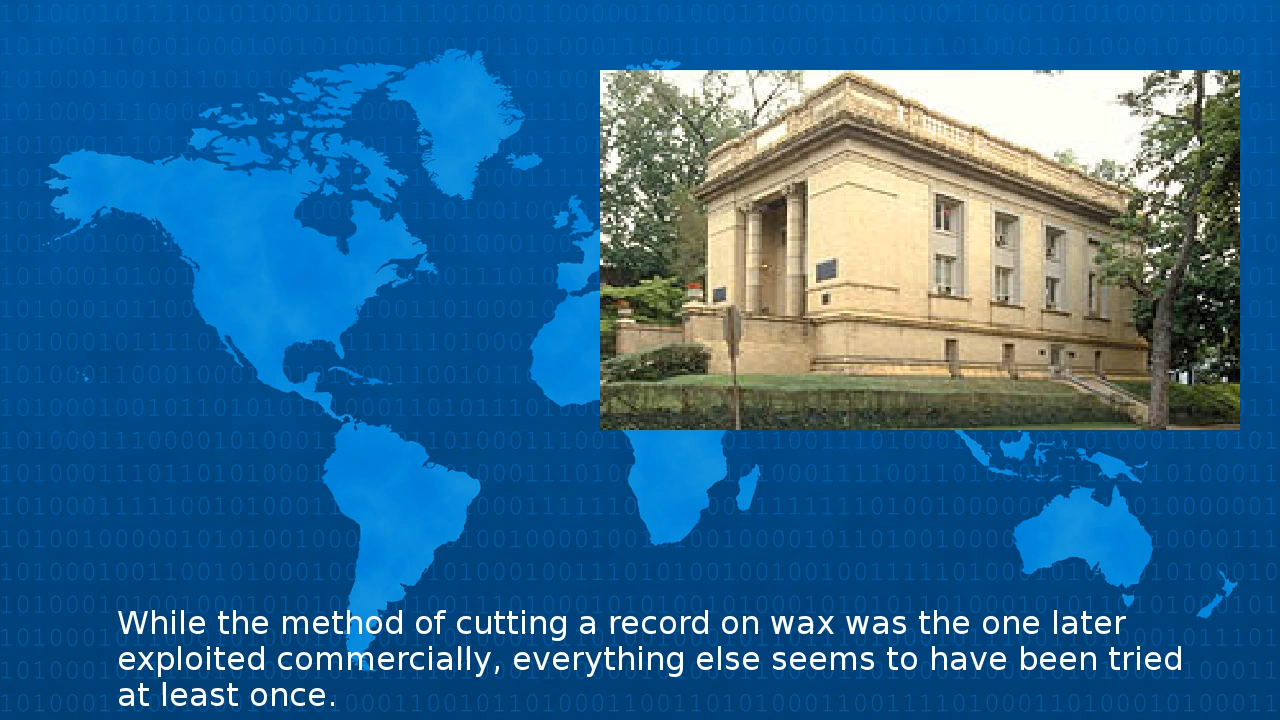 While the method of cutting a record on wax was the one later
exploited commercially, everything else seems to have been tried
at least once.